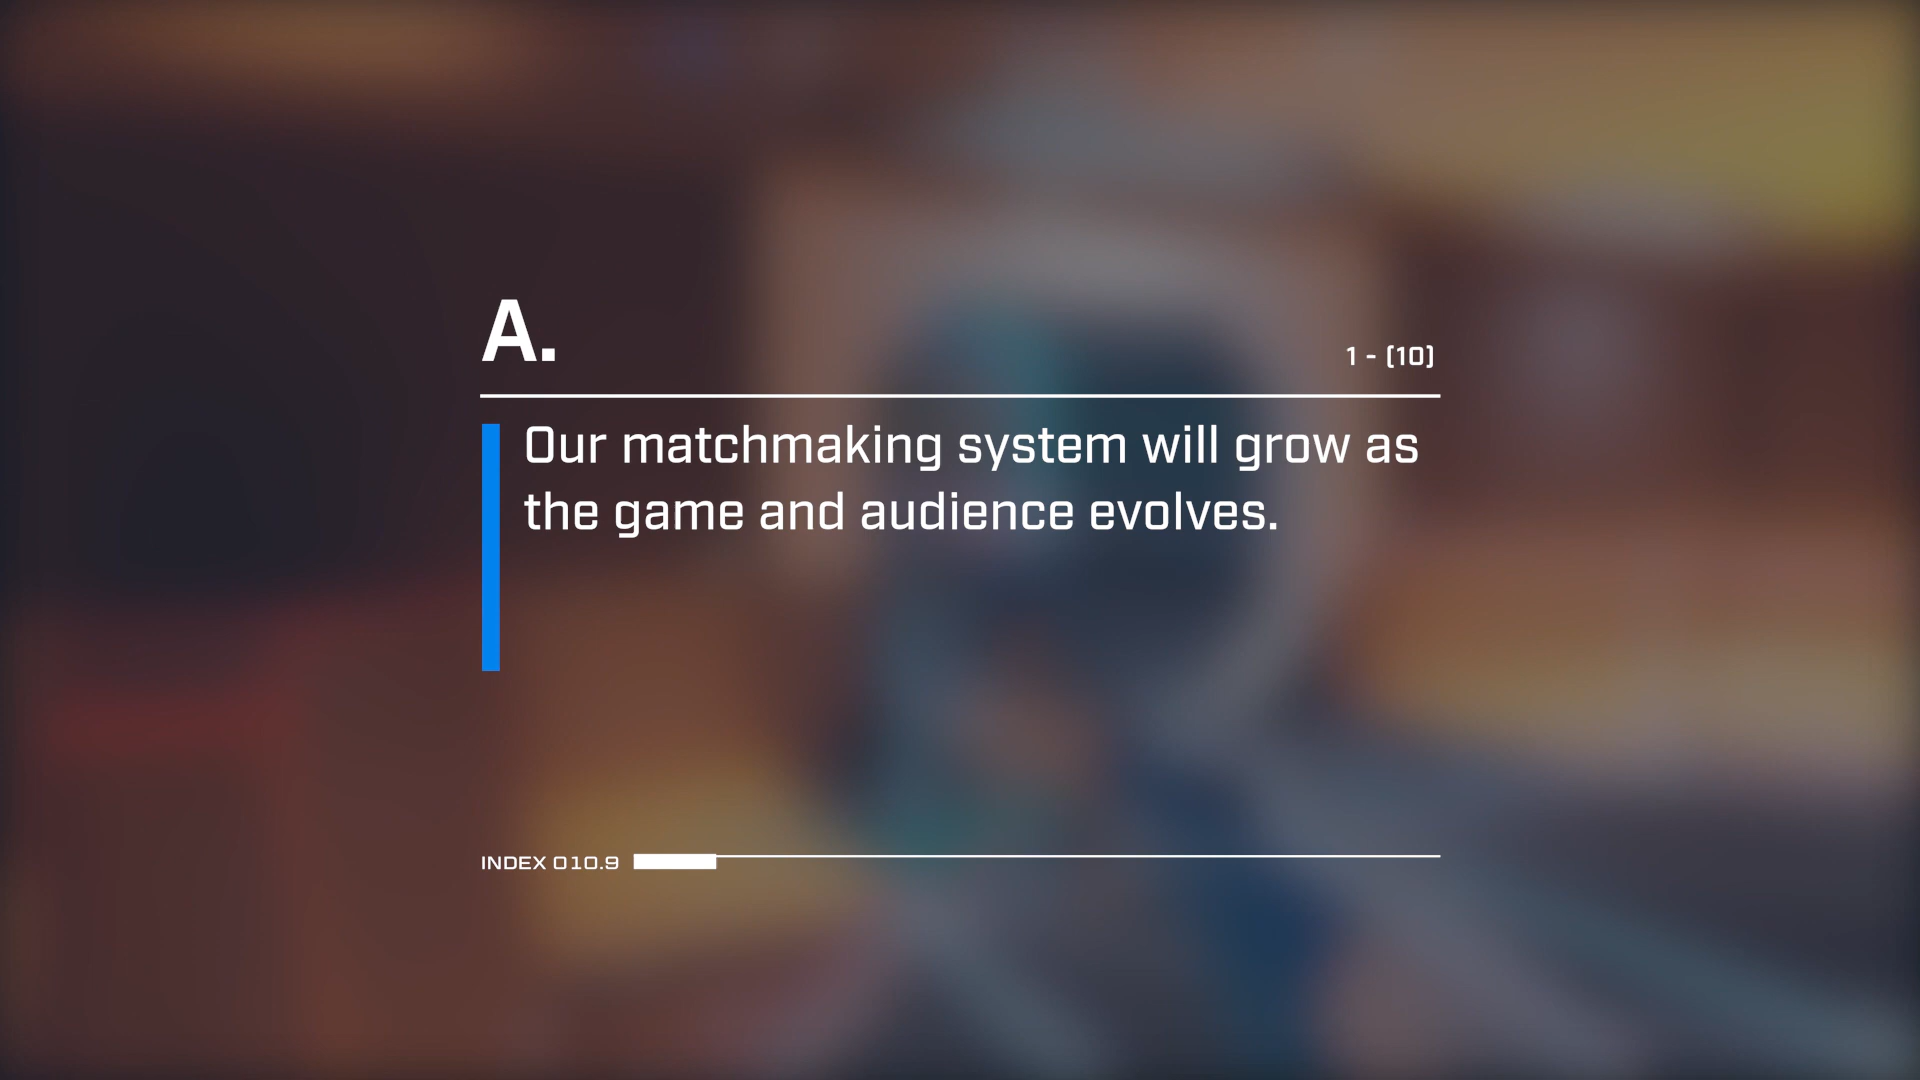 A.
1 - [10]
Our matchmaking system will grow as
the game and audience evolves.
INDEX 010.9